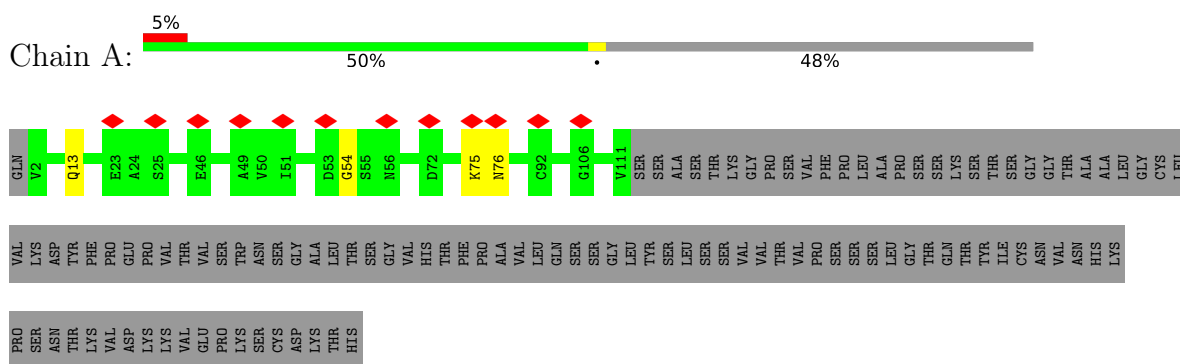 5%
Chain A:
50% • 48%
GLN V2 Q13 E23 A24 S25 E46 A49 V50 I51 D53 G54 S55 N56 D72 K75 N76 C92 G106 V111 SER SER ALA SER THR LYS GLY PRO SER VAL PHE PRO LEU ALA PRO SER SER LYS SER THR SER GLY GLY THR ALA ALA LEU GLY CYS LEU
VAL LYS ASP TYR PHE PRO GLU PRO VAL THR VAL SER TRP ASN SER GLY ALA LEU THR SER GLY VAL HIS THR PHE PRO ALA VAL LEU GLN SER SER GLY LEU TYR SER LEU SER SER VAL VAL THR VAL PRO SER SER SER LEU GLY THR GLN THR TYR ILE CYS ASN VAL ASN HIS LYS
PRO SER ASN THR LYS VAL ASP LYS LYS VAL GLU PRO LYS SER CYS ASP LYS THR HIS